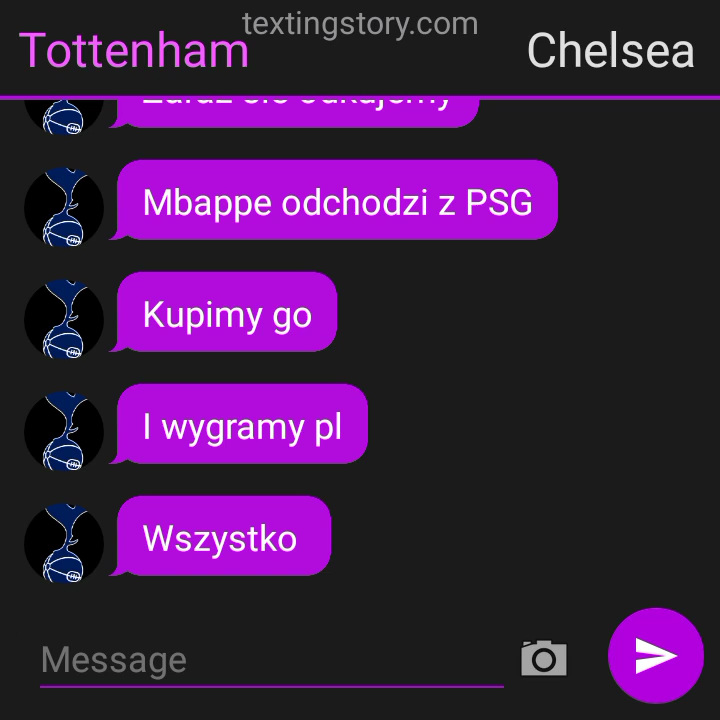 textingstory.com
Tottenham
Chelsea
Mbappe odchodzi z PSG
Kupimy go
I wygramy pl
Wszystko
Message